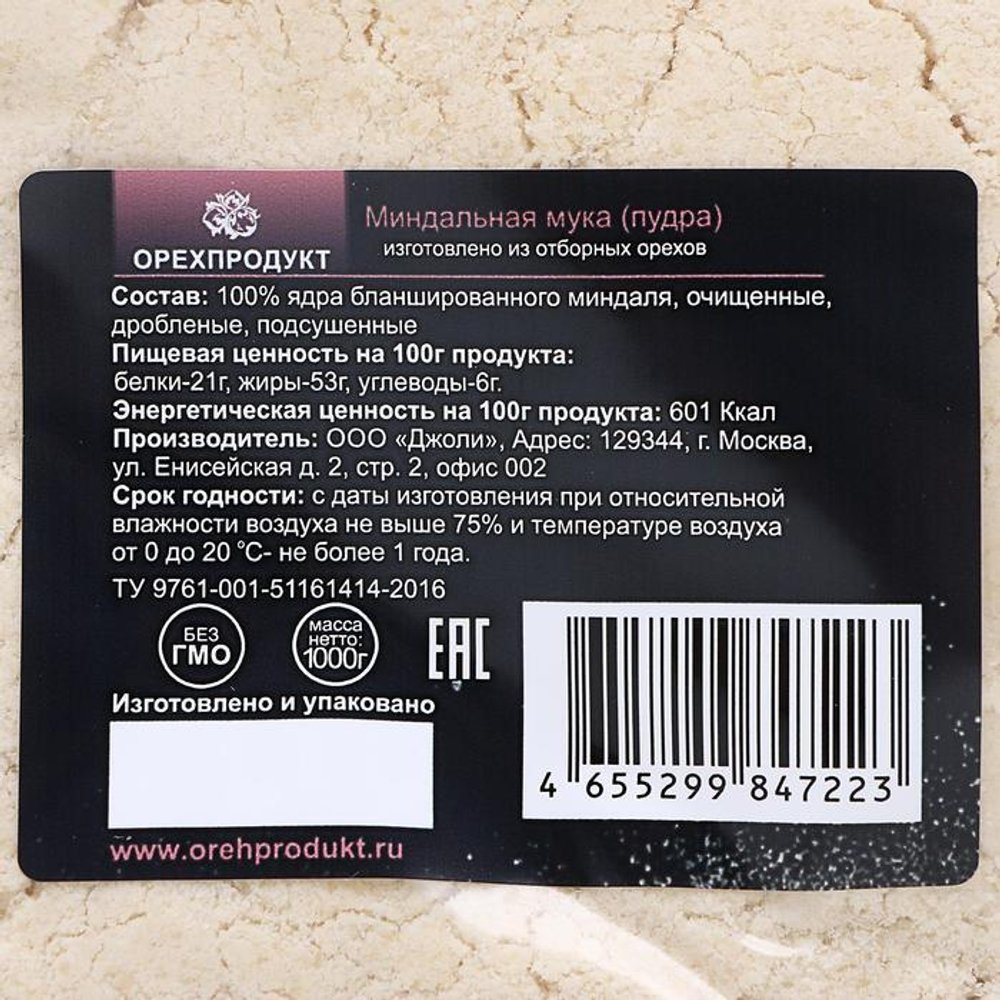 ОРЕХПРОДУКТ
Миндальная мука (пудра)
изготовлено из отборных орехов
Состав: 100% ядра бланшированного миндаля, очищенные,
дробленые, подсушенные
Пищевая ценность на 100г продукта:
белки-21г, жиры-53г, углеводы-6г.
Энергетическая ценность на 100г продукта: 601 Ккал
Производитель: ООО «Джоли», Адрес: 129344, г. Москва,
ул. Енисейская д. 2, стр. 2, офис 002
Срок годности: с даты изготовления при относительной
влажности воздуха не выше 75% и температуре воздуха
от 0 до 20 °С- не более 1 года.
ТУ 9761-001-51161414-2016
БЕЗ
ГМО
масса
нетто:
1000г
EAC
Изготовлено и упаковано
4 655299 847223
www.orehprodukt.ru